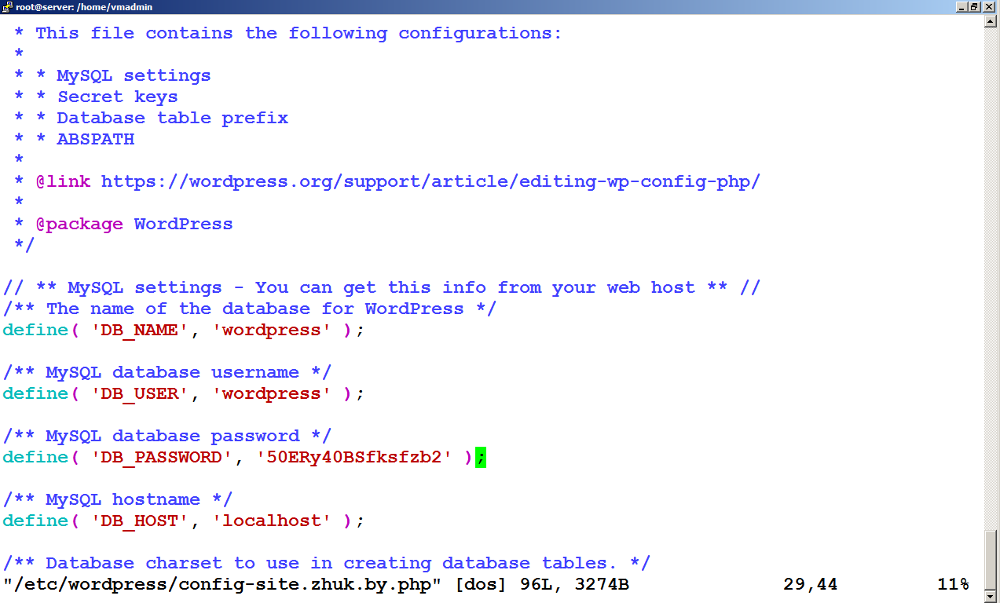 root@server: /home/vmadmin
 * This file contains the following configurations:
 *
 * * MySQL settings
 * * Secret keys
 * * Database table prefix
 * * ABSPATH
 *
 * @link https://wordpress.org/support/article/editing-wp-config-php/
 *
 * @package WordPress
 */
// ** MySQL settings - You can get this info from your web host ** //
/** The name of the database for WordPress */
define( 'DB_NAME', 'wordpress' );
/** MySQL database username */
define( 'DB_USER', 'wordpress' );
/** MySQL database password */
define( 'DB_PASSWORD', '50ERy40BSfksfzb2' );
/** MySQL hostname */
define( 'DB_HOST', 'localhost' );
/** Database charset to use in creating database tables. */
"/etc/wordpress/config-site.zhuk.by.php" [dos] 96L, 3274B 29,44 11%